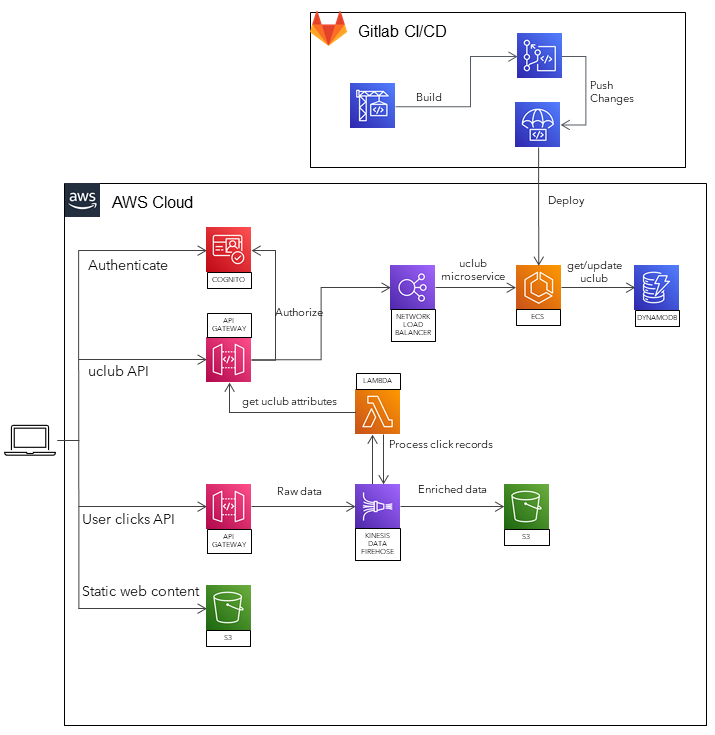 Gitlab CI/CD
Build
Push
Changes
aws
AWS Cloud
Deploy
Authenticate
COGNITO
uclub
microservice
get/update
uclub
API
GATEWAY
Authorize
NETWORK
LOAD
BALANCER
ECS
DYNAMODB
uclub API
LAMBDA
get uclub attributes
Process click records
Raw data
Enriched data
User clicks API
API
GATEWAY
KINESIS
DATA
FIREHOSE
S3
Static web content
S3